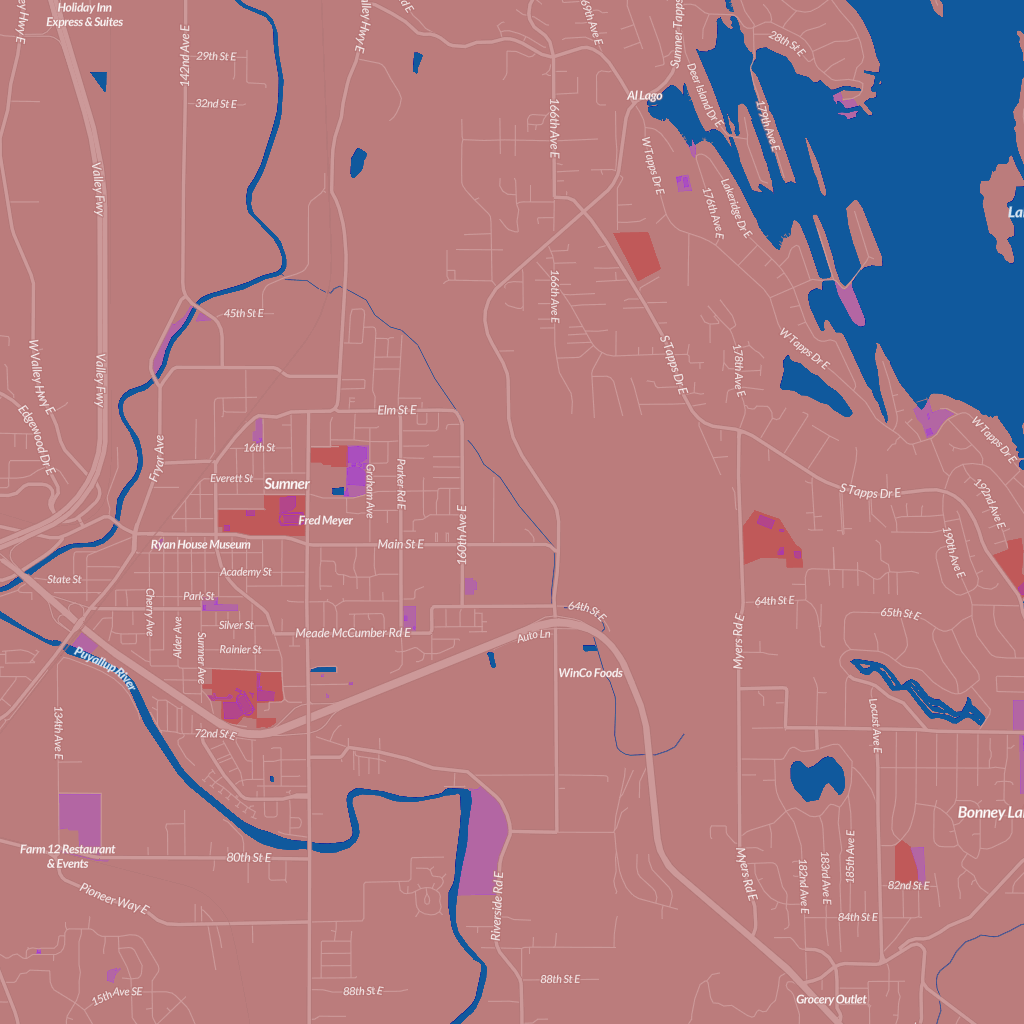 Holiday Inn
Express & Suites
142nd Ave E
29th St E
32nd St E
Valley Fwy
Valley Fwy
W Valley Hwy E
Edgewood Dr E
45th St E
Fryar Ave
Elm St E
16th St
Everett St
Sumner
Graham Ave
Parker Rd E
160th Ave E
Fred Meyer
Ryan House Museum
Main St E
State St
Academy St
Park St
Cherry Ave
Alder Ave
Sumner Ave
Silver St
Rainier St
Meade McCumber Rd E
Puyallup River
72nd St E
134th Ave E
Farm 12 Restaurant
& Events
80th St E
Pioneer Way E
15th Ave SE
88th St E
88th St E
Riverside Rd E
Auto Ln
64th St E
WinCo Foods
166th Ave E
166th Ave E
Al Lago
28th St E
Deer Island Dr E
179th Ave E
W Tapps Dr E
176th Ave E
Lakeridge Dr E
S Tapps Dr E
178th Ave E
W Tapps Dr E
W Tapps Dr E
S Tapps Dr E
192nd Ave E
190th Ave E
64th St E
65th St E
Myers Rd E
Locust Ave E
Myers Rd E
182nd Ave E
183rd Ave E
185th Ave E
82nd St E
84th St E
Grocery Outlet